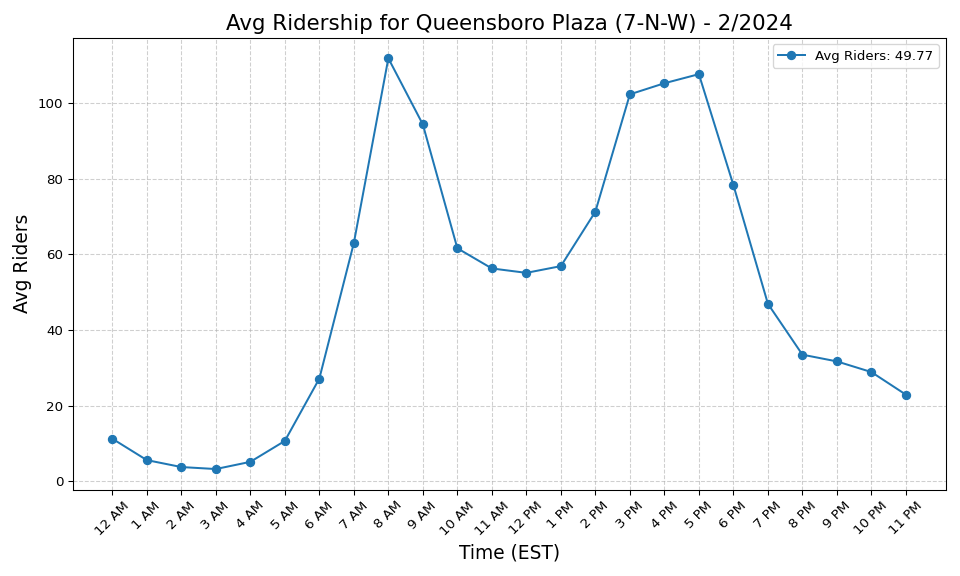 Avg Ridership for Queensboro Plaza (7-N-W) - 2/2024
Avg Riders: 49.77
Avg Riders
100
80
60
40
20
0
12 AM
1 AM
2 AM
3 AM
4 AM
5 AM
6 AM
7 AM
8 AM
9 AM
10 AM
11 AM
12 PM
1 PM
2 PM
3 PM
4 PM
5 PM
6 PM
7 PM
8 PM
9 PM
10 PM
11 PM
Time (EST)